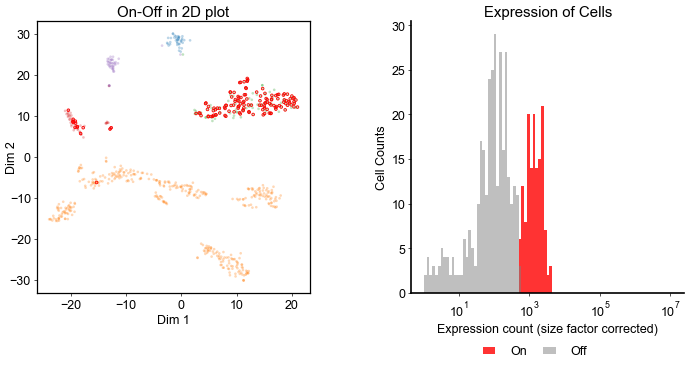 On-Off in 2D plot
30
20
10
0
−10
−20
−30
Dim 2
−20 −10 0 10 20
Dim 1
Expression of Cells
30
25
20
15
10
5
0
Cell Counts
10^1 10^3 10^5 10^7
Expression count (size factor corrected)
On Off